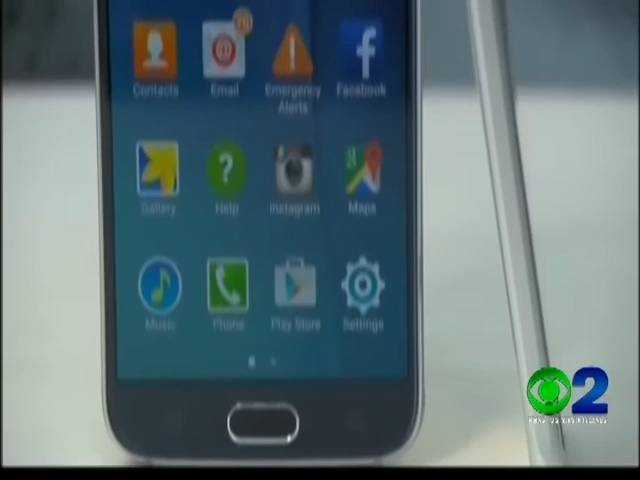 Contacts Email Emergency Alerts Facebook
Gallery Help Instagram Maps
Music Phone Play Store Settings
2